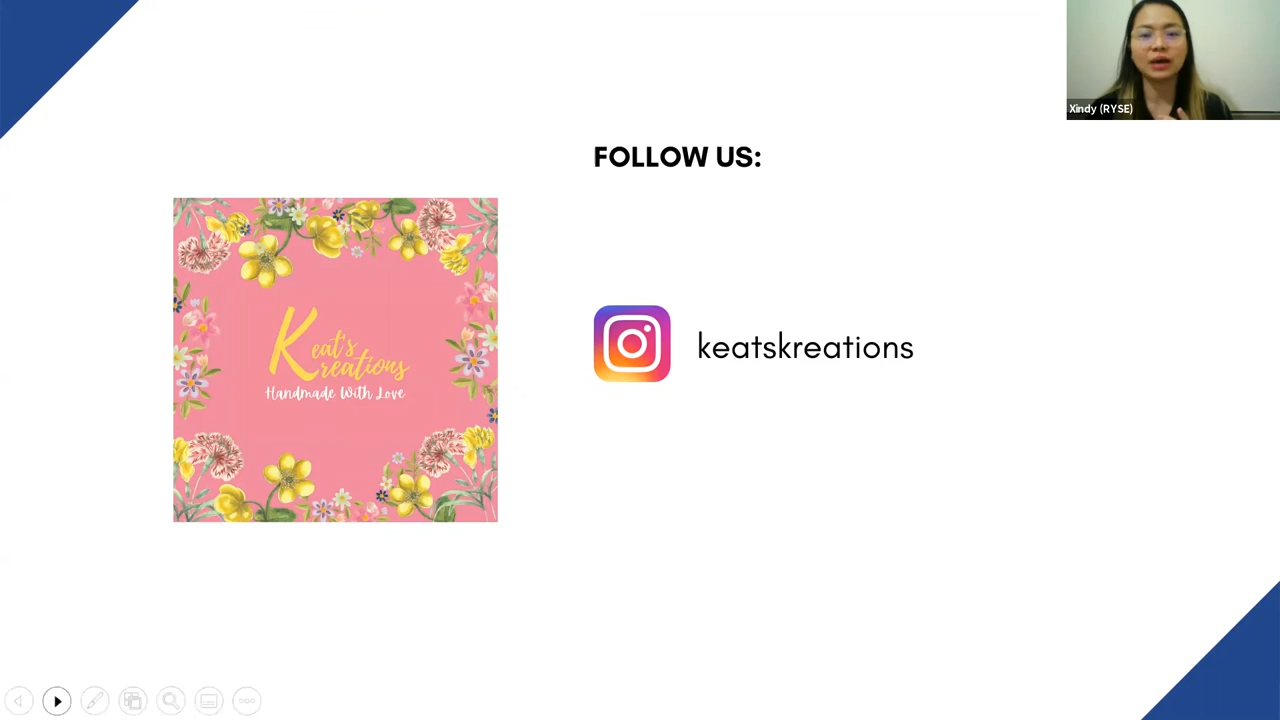 Xindy (RYSE)
FOLLOW US:
Keat's
Kreations
Handmade With Love
keatskreations